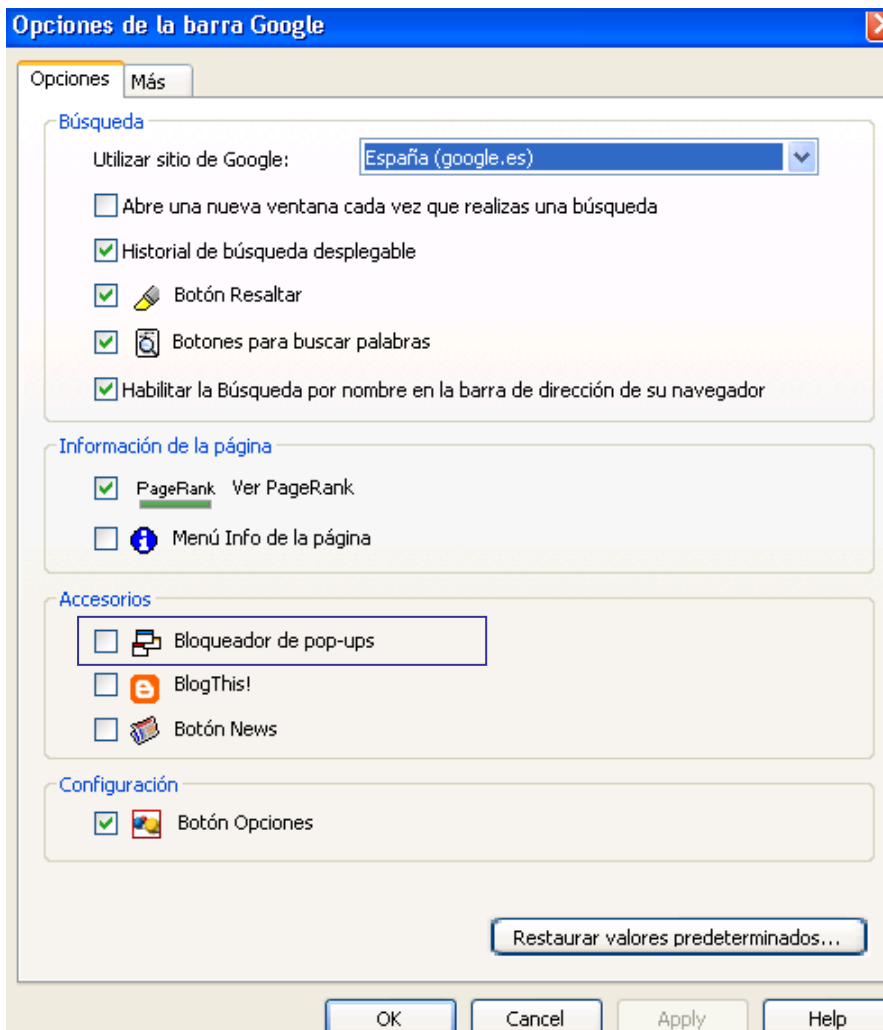 Opciones de la barra Google
Opciones
Más
Búsqueda
Utilizar sitio de Google:
España (google.es)
Abre una nueva ventana cada vez que realizas una búsqueda
Historial de búsqueda desplegable
Botón Resaltar
Botones para buscar palabras
Habilitar la Búsqueda por nombre en la barra de dirección de su navegador
Información de la página
PageRank Ver PageRank
Menú Info de la página
Accesorios
Bloqueador de pop-ups
BlogThis!
Botón News
Configuración
Botón Opciones
Restaurar valores predeterminados...
OK
Cancel
Apply
Help